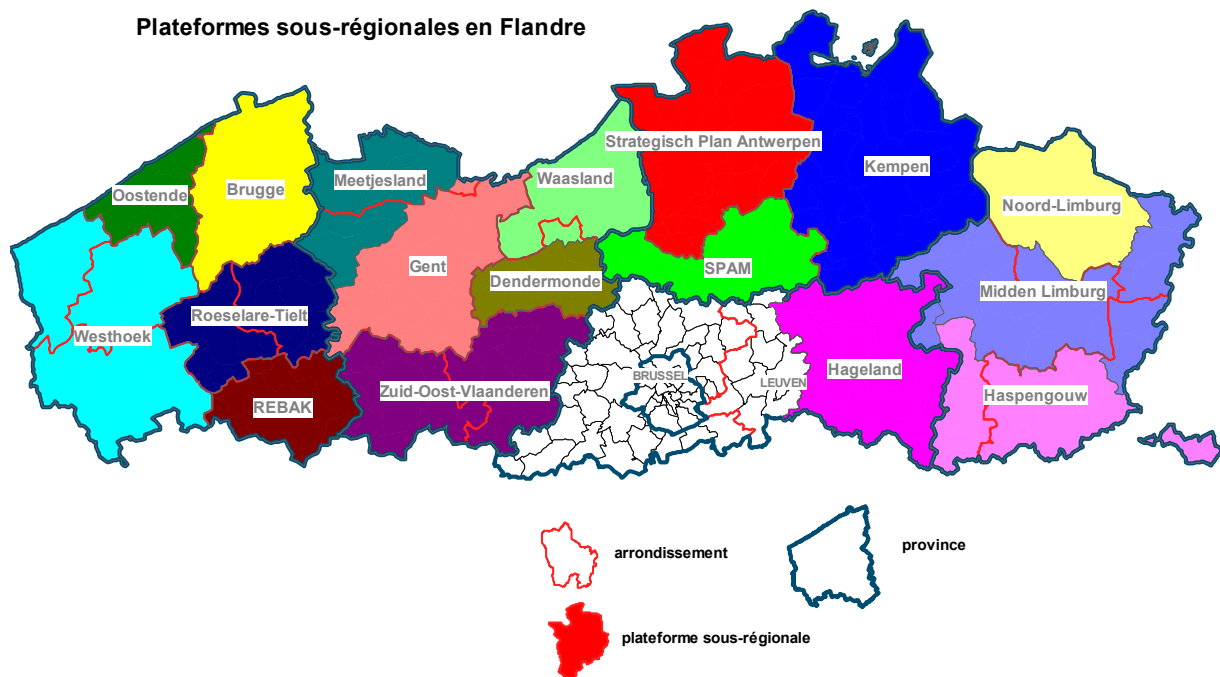 Plateformes sous-régionales en Flandre
Strategisch Plan Antwerpen
Kempen
Waasland
Meetjesland
Brugge
Oostende
Noord-Limburg
Gent
SPAM
Dendermonde
Midden Limburg
Roeselare-Tielt
Westhoek
BRUSSEL
LEUVEN
Hageland
Zuid-Oost-Vlaanderen
Haspengouw
REBAK
arrondissement
province
plateforme sous-régionale